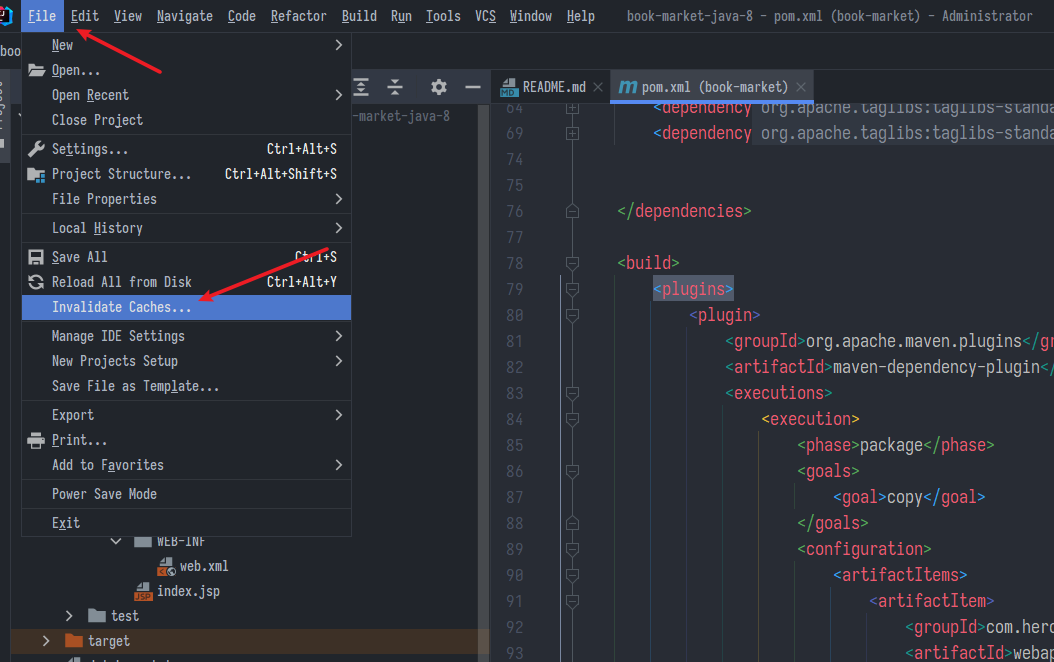 File Edit View Navigate Code Refactor Build Run Tools VCS Window Help book-market-java-8 - pom.xml (book-market) - Administrator
boo
New
Open...
Open Recent
Close Project
Settings... Ctrl+Alt+S
Project Structure... Ctrl+Alt+Shift+S
File Properties
Local History
Save All Ctrl+S
Reload All from Disk Ctrl+Alt+Y
Invalidate Caches...
Manage IDE Settings
New Projects Setup
Save File as Template...
Export
Print...
Add to Favorites
Power Save Mode
Exit
-market-java-8
WEB-INF
web.xml
index.jsp
test
target
README.md pom.xml (book-market)
64 <dependency org.apache.taglibs:taglibs-standa
69 <dependency org.apache.taglibs:taglibs-standa
74
75
76 </dependencies>
77
78 <build>
79 <plugins>
80 <plugin>
81 <groupId>org.apache.maven.plugins</gr
82 <artifactId>maven-dependency-plugin</
83 <executions>
84 <execution>
85 <phase>package</phase>
86 <goals>
87 <goal>copy</goal>
88 </goals>
89 <configuration>
90 <artifactItems>
91 <artifactItem>
92 <groupId>com.hero
93 <artifactId>webap